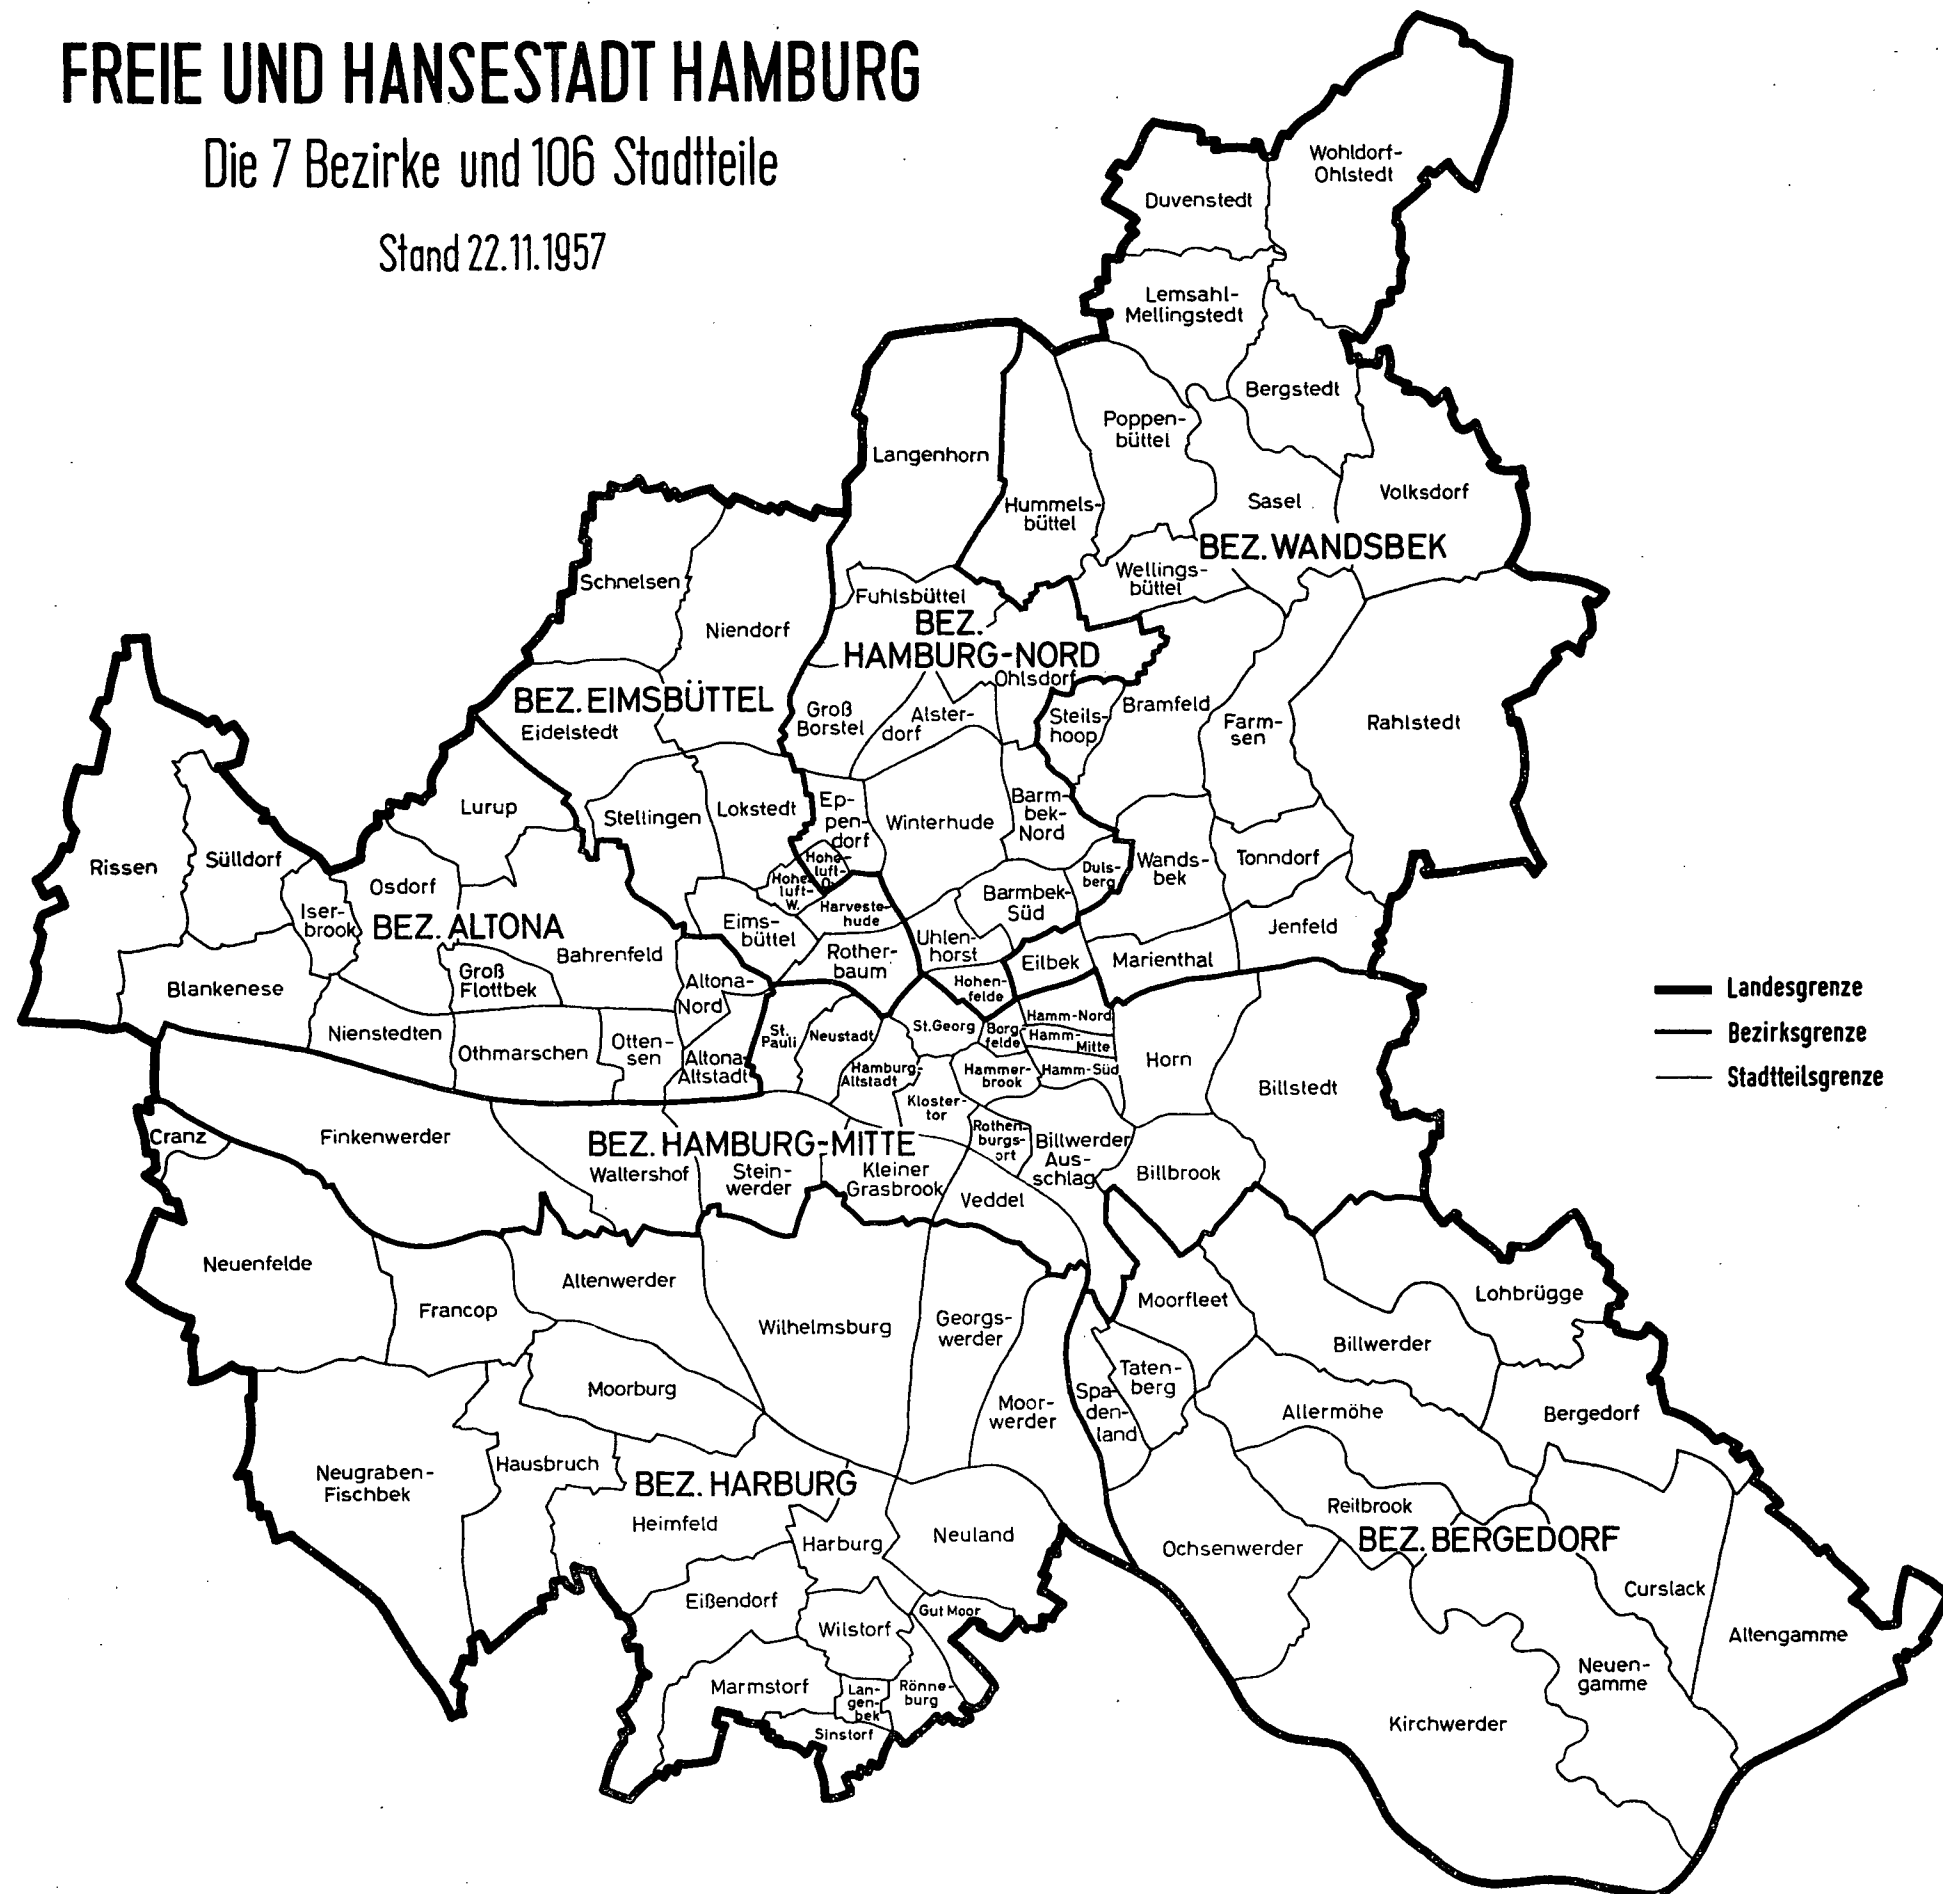 FREIE UND HANSESTADT HAMBURG
Die 7 Bezirke und 106 Stadtteile
Stand 22.11.1957
Wohldorf-
Ohlstedt
Duvenstedt
Lemsahl-
Mellingstedt
Bergstedt
Poppen-
büttel
Langenhorn
Hummels-
büttel
Sasel
Volksdorf
BEZ. WANDSBEK
Wellings-
büttel
Schnelsen
Niendorf
Fuhlsbüttel
BEZ.
HAMBURG-NORD
Ohlsdorf
BEZ. EIMSBÜTTEL
Eidelstedt
Groß
Borstel
Alster-
dorf
Steils-
hoop
Bramfeld
Farm-
sen
Rahlstedt
Lurup
Stellingen
Lokstedt
Ep-
pen-
dorf
Winterhude
Barm-
bek-
Nord
Rissen
Sülldorf
Osdorf
Hohe-
luft-
O.
Hohe-
luft-
W.
Harveste-
hude
Barmbek-
Süd
Duls-
berg
Wands-
bek
Tonndorf
Iser-
brook
BEZ. ALTONA
Bahrenfeld
Eims-
büttel
Rother-
baum
Uhlen-
horst
Eilbek
Marienthal
Jenfeld
Blankenese
Groß
Flottbek
Altona-
Nord
Hohen-
felde
Landesgrenze
Bezirksgrenze
Stadtteilsgrenze
Nienstedten
Othmarschen
Otten-
sen
Altona-
Altstadt
St.
Pauli
Neustadt
St.Georg
Borg-
felde
Hamm-Nord
Hamm-
Mitte
Hamm-Süd
Horn
Billstedt
Hamburg-
Altstadt
Hammer-
brook
Kloster-
tor
Cranz
Finkenwerder
BEZ. HAMBURG-MITTE
Waltershof
Stein-
werder
Kleiner
Grasbrook
Rothen-
burgs-
ort
Billwerder
Aus-
schlag
Billbrook
Veddel
Neuenfelde
Francop
Altenwerder
Wilhelmsburg
Georgs-
werder
Moorfleet
Lohbrügge
Billwerder
Moorburg
Moor-
werder
Spa-
den-
land
Taten-
berg
Allermöhe
Bergedorf
Neugraben-
Fischbek
Hausbruch
BEZ. HARBURG
Heimfeld
Harburg
Neuland
Reitbrook
BEZ. BERGEDORF
Ochsenwerder
Curslack
Altengamme
Eißendorf
Wilstorf
Gut Moor
Marmstorf
Lan-
gen-
bek
Rönne-
burg
Sinstorf
Neuen-
gamme
Kirchwerder